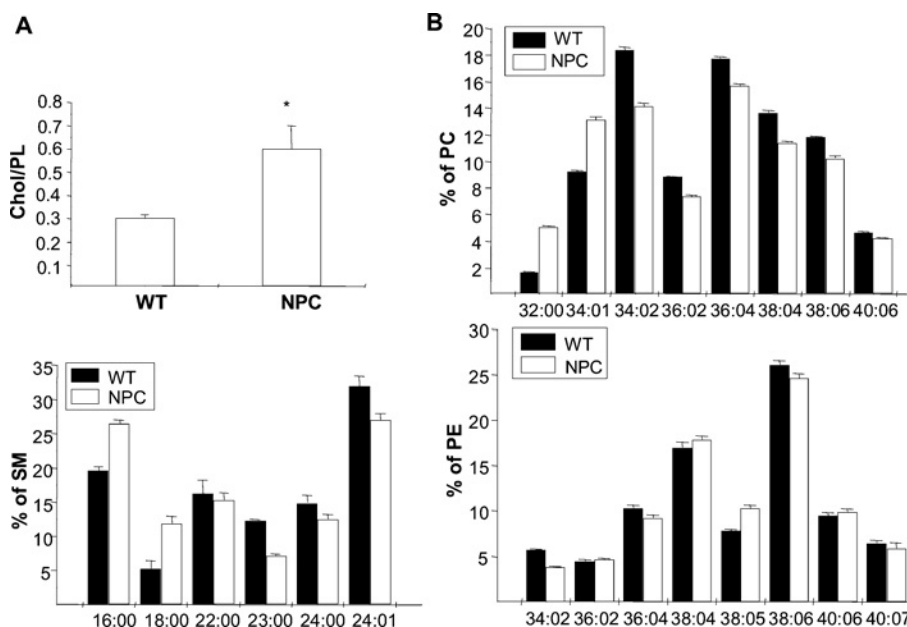 A
Chol/PL
0.8
0.7
0.6
0.5
0.3
0.2
0.1
*
WT
NPC
B
% of PC
20
18
16
14
12
10
8
6
4
2
WT
NPC
32:00 34:01 34:02 36:02 36:04 38:04 38:06 40:06
% of SM
35
30
25
20
15
10
5
WT
NPC
16:00 18:00 22:00 23:00 24:00 24:01
% of PE
30
25
20
15
10
5
WT
NPC
34:02 36:02 36:04 38:04 38:05 38:06 40:06 40:07